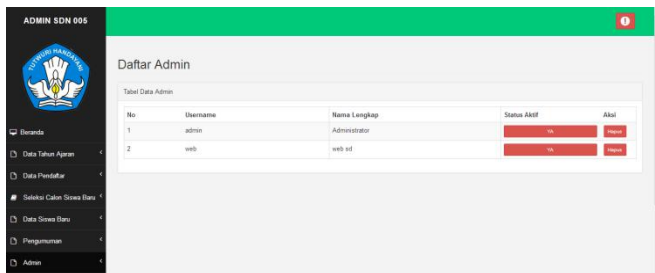 ADMIN SDN 005
TUTWURI HANDAYANI
Beranda
Data Tahun Ajaran
Data Pendaftar
Seleksi Calon Siswa Baru
Data Siswa Baru
Pengumuman
Admin
Daftar Admin
Tabel Data Admin
No Username Nama Lengkap Status Aktif Aksi
1 admin Administrator YA Hapus
2 web web sd YA Hapus